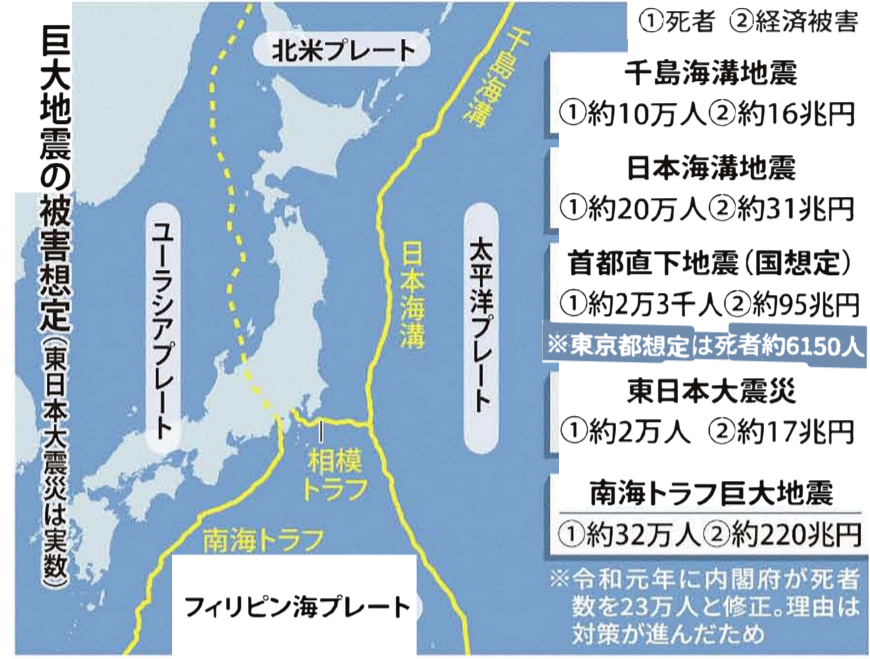 巨大地震の被害想定(東日本大震災は実数)
北米プレート
千島海溝
ユーラシアプレート
日本海溝
太平洋プレート
相模
トラフ
南海トラフ
フィリピン海プレート
①死者 ②経済被害
千島海溝地震
①約10万人②約16兆円
日本海溝地震
①約20万人②約31兆円
首都直下地震(国想定)
①約2万3千人②約95兆円
※東京都想定は死者約6150人
東日本大震災
①約2万人 ②約17兆円
南海トラフ巨大地震
①約32万人②約220兆円
※令和元年に内閣府が死者
数を23万人と修正。理由は
対策が進んだため